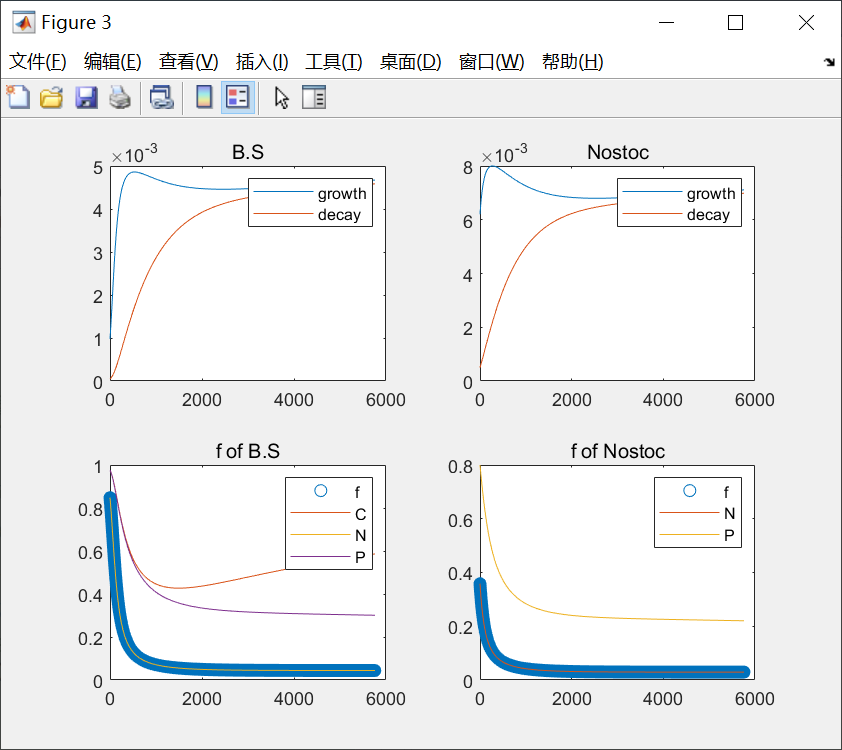 Figure 3
文件(F) 编辑(E) 查看(V) 插入(I) 工具(T) 桌面(D) 窗口(W) 帮助(H)
×10-3
B.S
5
4
3
2
1
0
0 2000 4000 6000
growth
decay
×10-3
Nostoc
8
6
4
2
0
0 2000 4000 6000
growth
decay
f of B.S
1
0.8
0.6
0.4
0.2
0
0 2000 4000 6000
f
C
N
P
f of Nostoc
0.8
0.6
0.4
0.2
0
0 2000 4000 6000
f
N
P